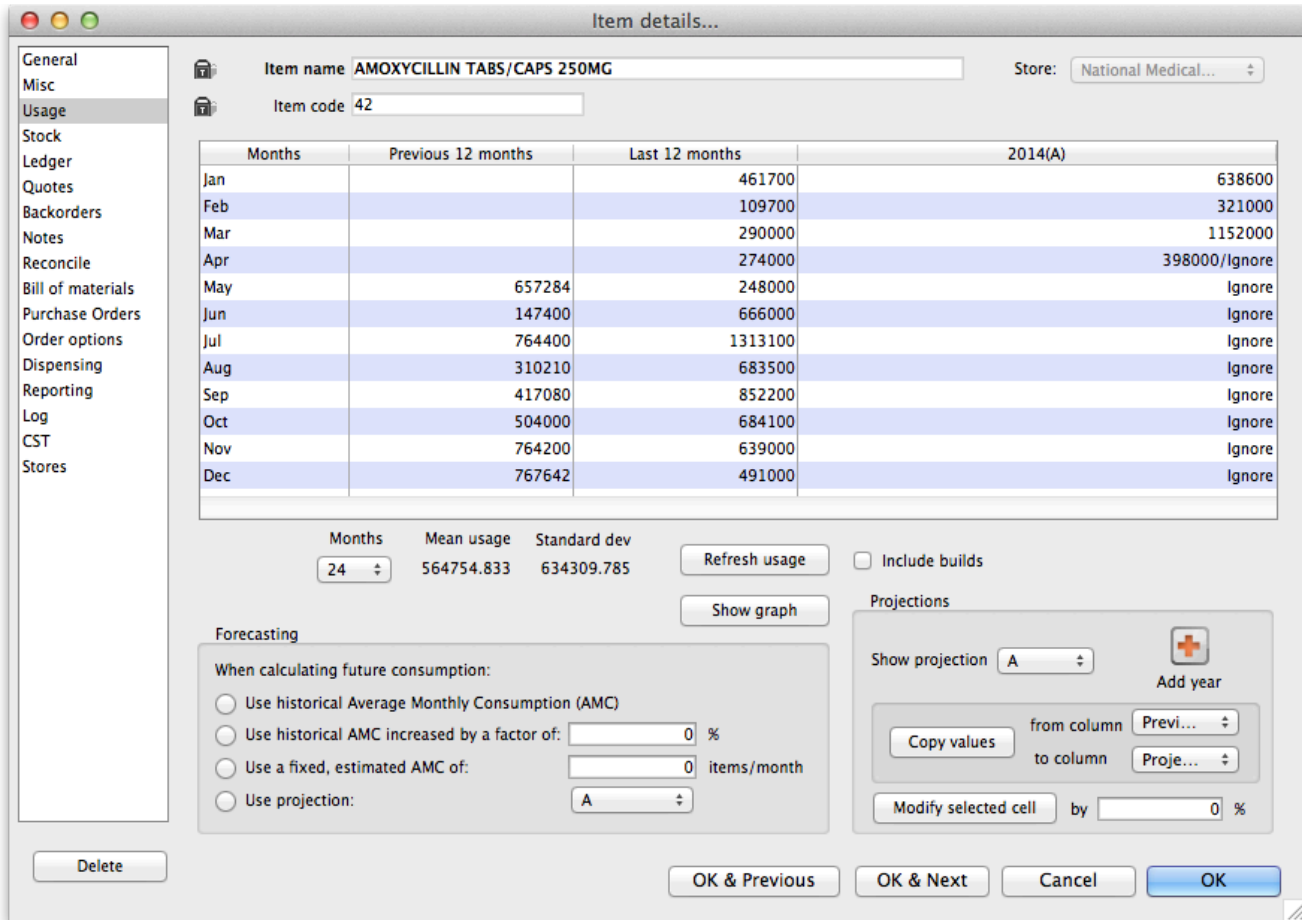 Item details...
General
Misc
Usage
Stock
Ledger
Quotes
Backorders
Notes
Reconcile
Bill of materials
Purchase Orders
Order options
Dispensing
Reporting
Log
CST
Stores
Item name AMOXYCILLIN TABS/CAPS 250MG Store: National Medical...
Item code 42
Months Previous 12 months Last 12 months 2014(A)
Jan 461700 638600
Feb 109700 321000
Mar 290000 1152000
Apr 274000 398000/Ignore
May 657284 248000 Ignore
Jun 147400 666000 Ignore
Jul 764400 1313100 Ignore
Aug 310210 683500 Ignore
Sep 417080 852200 Ignore
Oct 504000 684100 Ignore
Nov 764200 639000 Ignore
Dec 767642 491000 Ignore
Months Mean usage Standard dev
24 564754.833 634309.785
Refresh usage
Include builds
Show graph
Forecasting
When calculating future consumption:
Use historical Average Monthly Consumption (AMC)
Use historical AMC increased by a factor of: 0 %
Use a fixed, estimated AMC of: 0 items/month
Use projection: A
Projections
Show projection A
Add year
Copy values
from column Previ...
to column Proje...
Modify selected cell by 0 %
Delete
OK & Previous OK & Next Cancel OK